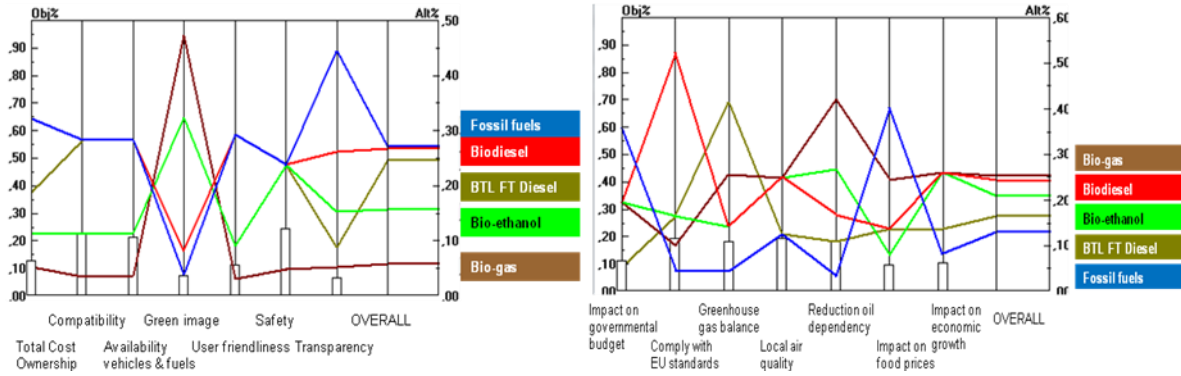 Obj%
Alt%
.90
.80
.70
.60
.50
.40
.30
.20
.10
.00
.50
.40
.30
.20
.10
.00
Fossil fuels
Biodiesel
BTL FT Diesel
Bio-ethanol
Bio-gas
Compatibility
Green image
Safety
OVERALL
Total Cost
Ownership
Availability
vehicles & fuels
User friendliness
Transparency
Obj%
Alt%
.90
.80
.70
.60
.50
.40
.30
.20
.10
.60
.50
.40
.30
.20
.10
Bio-gas
Biodiesel
Bio-ethanol
BTL FT Diesel
Fossil fuels
Impact on
governmental
budget
Greenhouse
gas balance
Reduction oil
dependency
Impact on
economic
growth
OVERALL
Comply with
EU standards
Local air
quality
Impact on
food prices